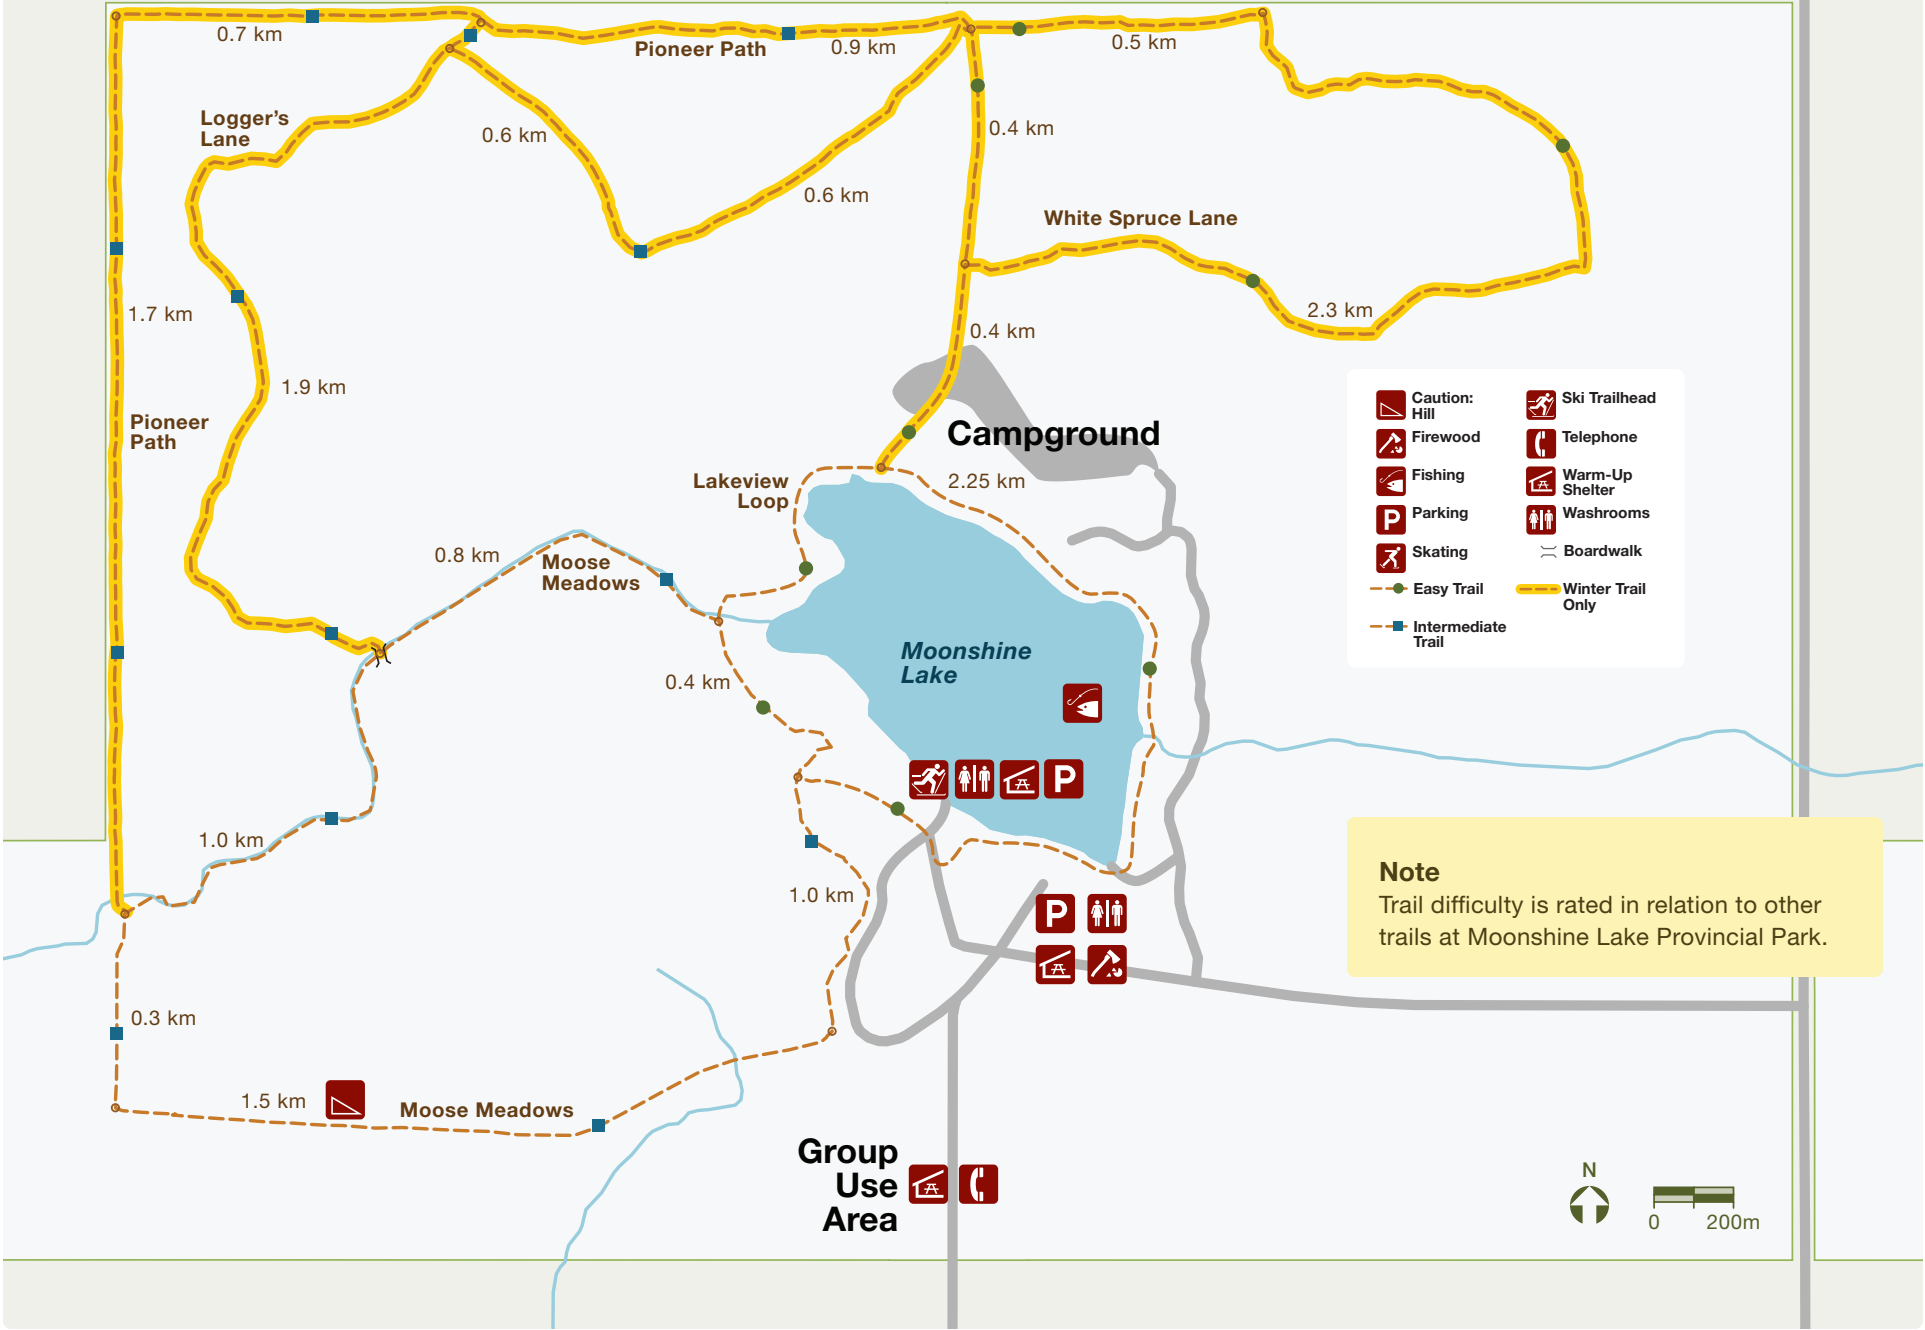 0.7 km
Pioneer Path
0.9 km
0.5 km
Logger's
Lane
0.6 km
0.4 km
0.6 km
White Spruce Lane
1.7 km
2.3 km
0.4 km
1.9 km
Pioneer
Path
Campground
Lakeview
Loop
2.25 km
0.8 km
Moose
Meadows
Moonshine
Lake
0.4 km
P
1.0 km
1.0 km
P
0.3 km
1.5 km
Moose Meadows
Group
Use
Area
Caution:
Hill
Firewood
Fishing
P
Parking
Skating
Easy Trail
Intermediate
Trail
Ski Trailhead
Telephone
Warm-Up
Shelter
Washrooms
Boardwalk
Winter Trail
Only
Note
Trail difficulty is rated in relation to other
trails at Moonshine Lake Provincial Park.
N
0 200m